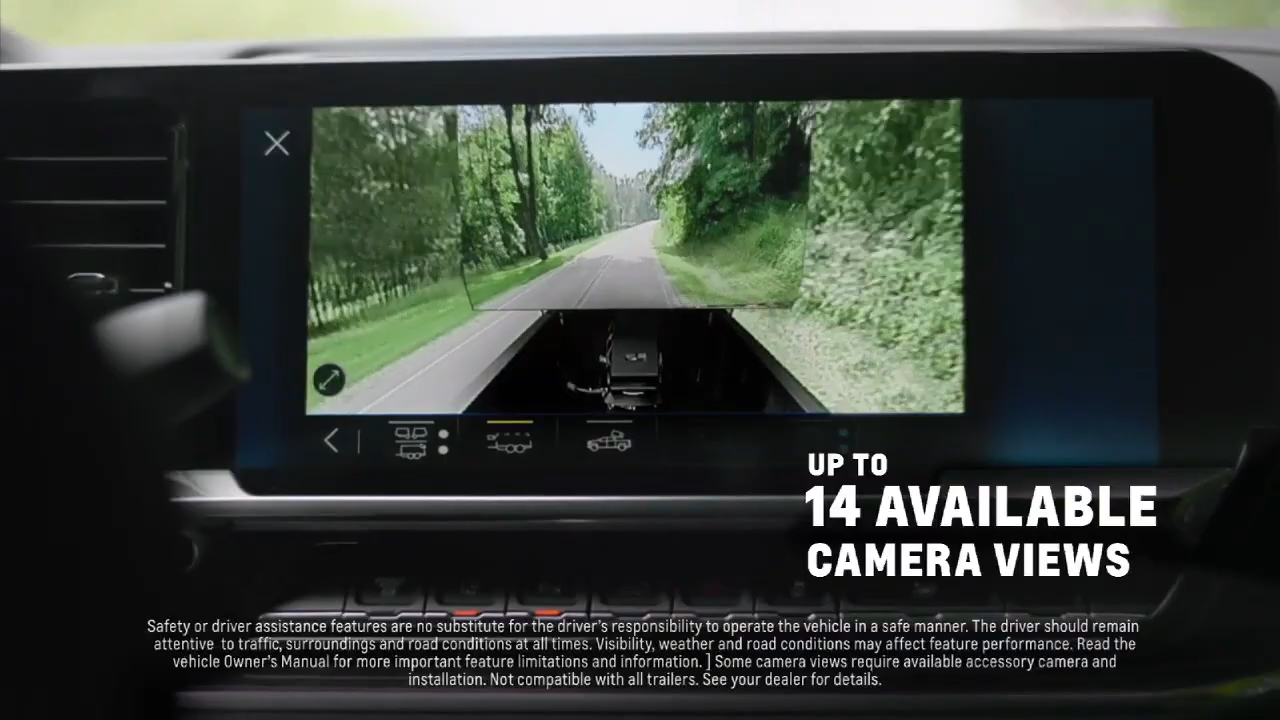 UP TO
14 AVAILABLE
CAMERA VIEWS
Safety or driver assistance features are no substitute for the driver's responsibility to operate the vehicle in a safe manner. The driver should remain
attentive to traffic, surroundings and road conditions at all times. Visibility, weather and road conditions may affect feature performance. Read the
vehicle Owner's Manual for more important feature limitations and information. ] Some camera views require available accessory camera and
installation. Not compatible with all trailers. See your dealer for details.